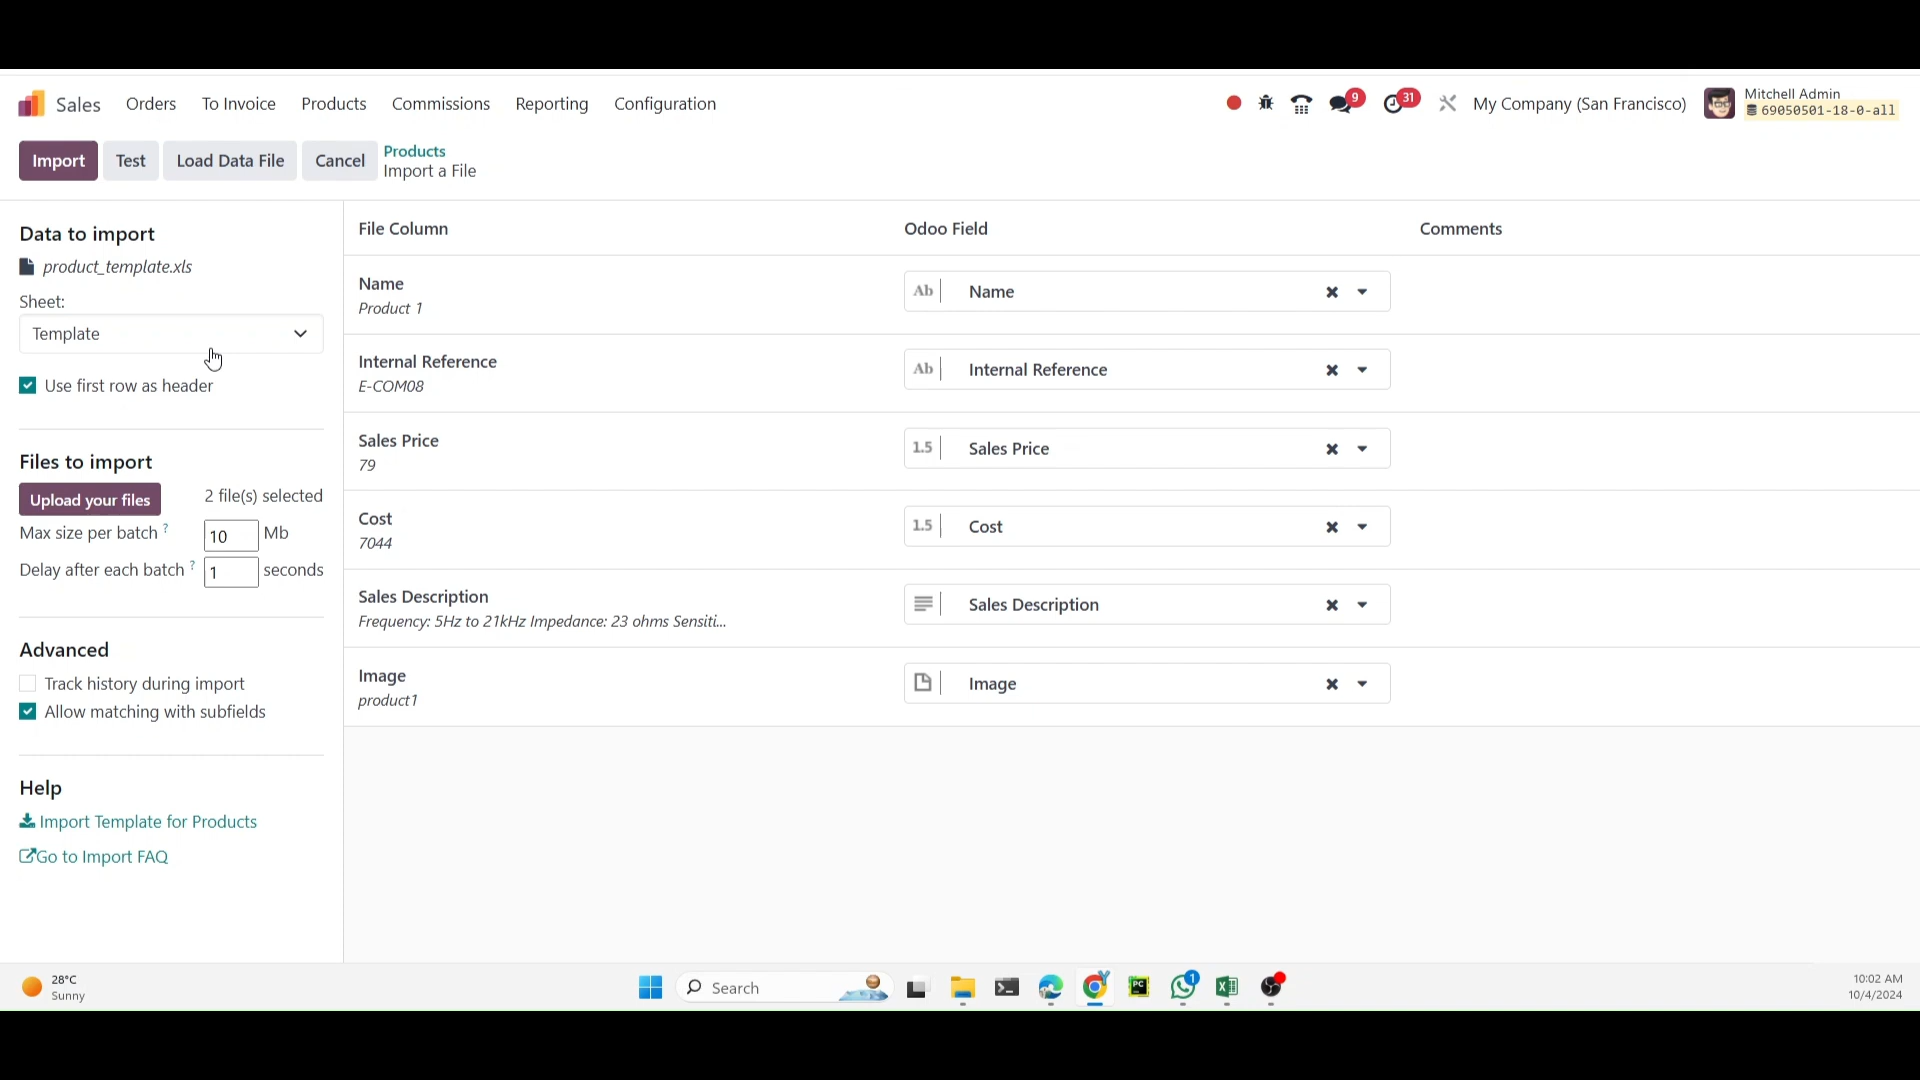 Sales Orders To Invoice Products Commissions Reporting Configuration 9 31 My Company (San Francisco) Mitchell Admin
69050501-18-0-all
Import Test Load Data File Cancel Products
Import a File
Data to import
product_template.xls
Sheet:
Template
Use first row as header
Files to import
Upload your files 2 file(s) selected
Max size per batch ? 10 Mb
Delay after each batch ? 1 seconds
Advanced
Track history during import
Allow matching with subfields
Help
Import Template for Products
Go to Import FAQ
File Column Odoo Field Comments
Name Ab Name
Product 1
Internal Reference Ab Internal Reference
E-COM08
Sales Price 1.5 Sales Price
79
Cost 1.5 Cost
7044
Sales Description Sales Description
Frequency: 5Hz to 21kHz Impedance: 23 ohms Sensiti...
Image Image
product1
28°C
Sunny
Search
PC
1
10:02 AM
10/4/2024